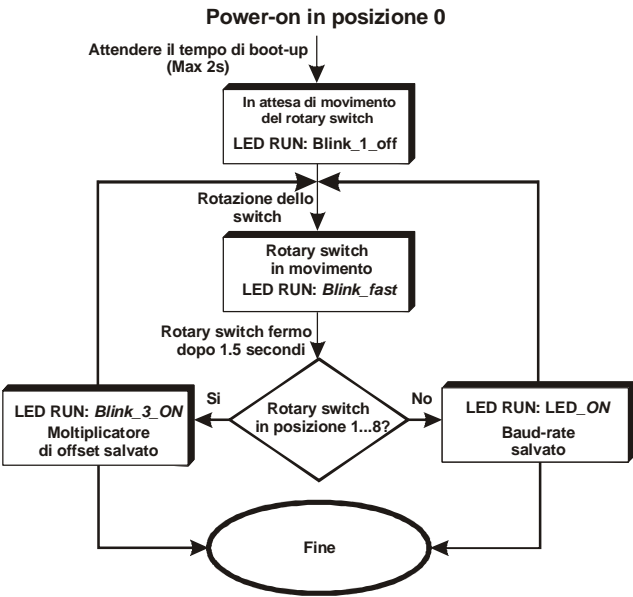 Power-on in posizione 0
Attendere il tempo di boot-up
(Max 2s)
In attesa di movimento
del rotary switch
LED RUN: Blink_1_off
Rotazione dello
switch
Rotary switch
in movimento
LED RUN: Blink_fast
Rotary switch fermo
dopo 1.5 secondi
Si
No
LED RUN: Blink_3_ON
Moltiplicatore
di offset salvato
Rotary switch
in posizione 1...8?
LED RUN: LED_ON
Baud-rate
salvato
Fine